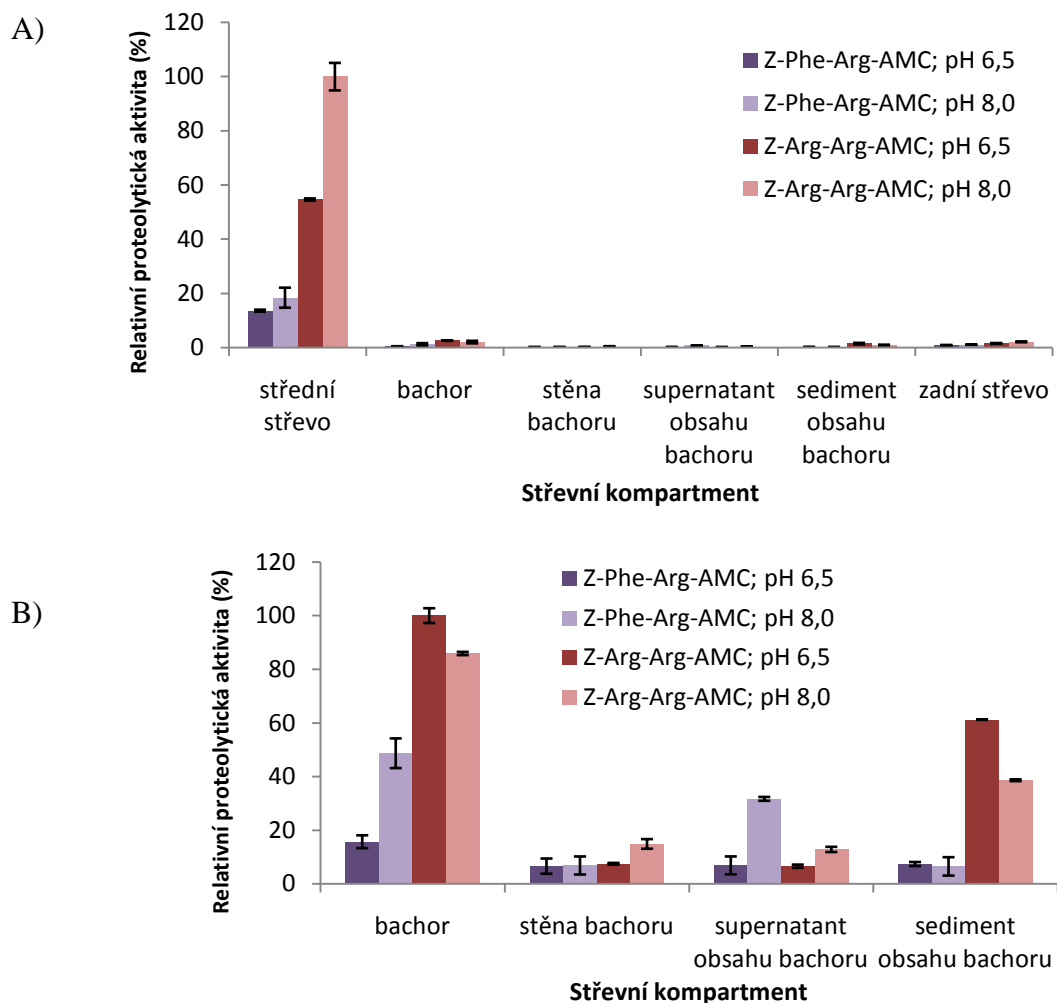 A)
Relativní proteolytická aktivita (%)
120
100
80
60
40
20
0
Z-Phe-Arg-AMC; pH 6,5
Z-Phe-Arg-AMC; pH 8,0
Z-Arg-Arg-AMC; pH 6,5
Z-Arg-Arg-AMC; pH 8,0
střední
střevo
bachor
stěna
bachoru
supernatant
obsahu
bachoru
sediment
obsahu
bachoru
zadní střevo
Střevní kompartment
B)
Relativní proteolytická aktivita (%)
120
100
80
60
40
20
0
Z-Phe-Arg-AMC; pH 6,5
Z-Phe-Arg-AMC; pH 8,0
Z-Arg-Arg-AMC; pH 6,5
Z-Arg-Arg-AMC; pH 8,0
bachor
stěna bachoru
supernatant
obsahu bachoru
sediment
obsahu bachoru
Střevní kompartment